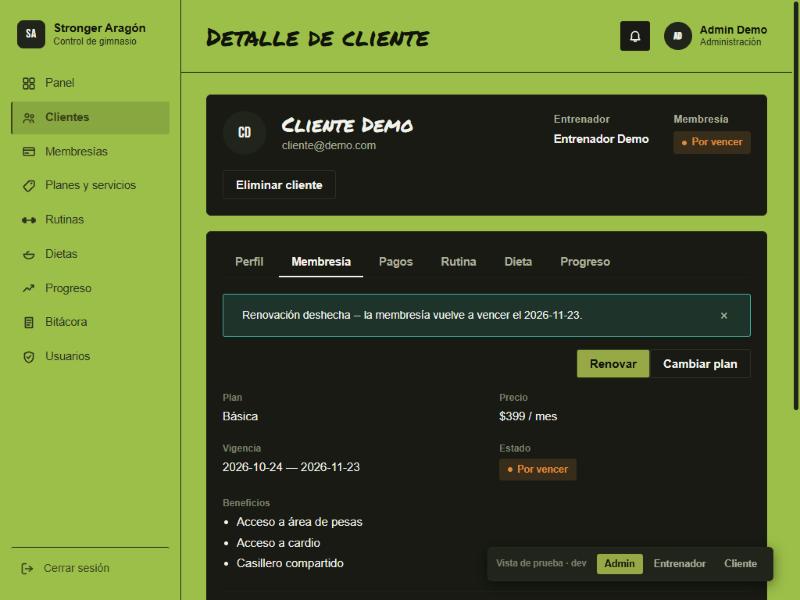 SA
Stronger Aragón
Control de gimnasio
Panel
Clientes
Membresías
Planes y servicios
Rutinas
Dietas
Progreso
Bitácora
Usuarios
Cerrar sesión
Detalle de cliente
AD
Admin Demo
Administración
CD
Cliente Demo
cliente@demo.com
Entrenador
Entrenador Demo
Membresía
Por vencer
Eliminar cliente
Perfil
Membresía
Pagos
Rutina
Dieta
Progreso
Renovación deshecha — la membresía vuelve a vencer el 2026-11-23.
×
Renovar
Cambiar plan
Plan
Básica
Precio
$399 / mes
Vigencia
2026-10-24 — 2026-11-23
Estado
Por vencer
Beneficios
• Acceso a área de pesas
• Acceso a cardio
• Casillero compartido
Vista de prueba · dev
Admin
Entrenador
Cliente